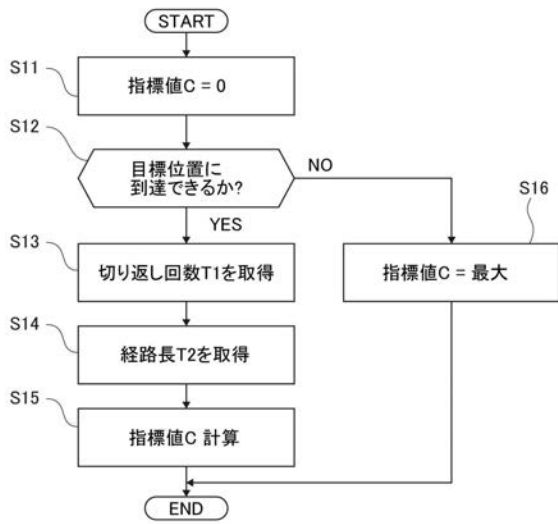 START
S11
指標値C = 0
S12
目標位置に
到達できるか?
NO
YES
S16
S13
切り返し回数T1を取得
指標値C = 最大
S14
経路長T2を取得
S15
指標値C 計算
END